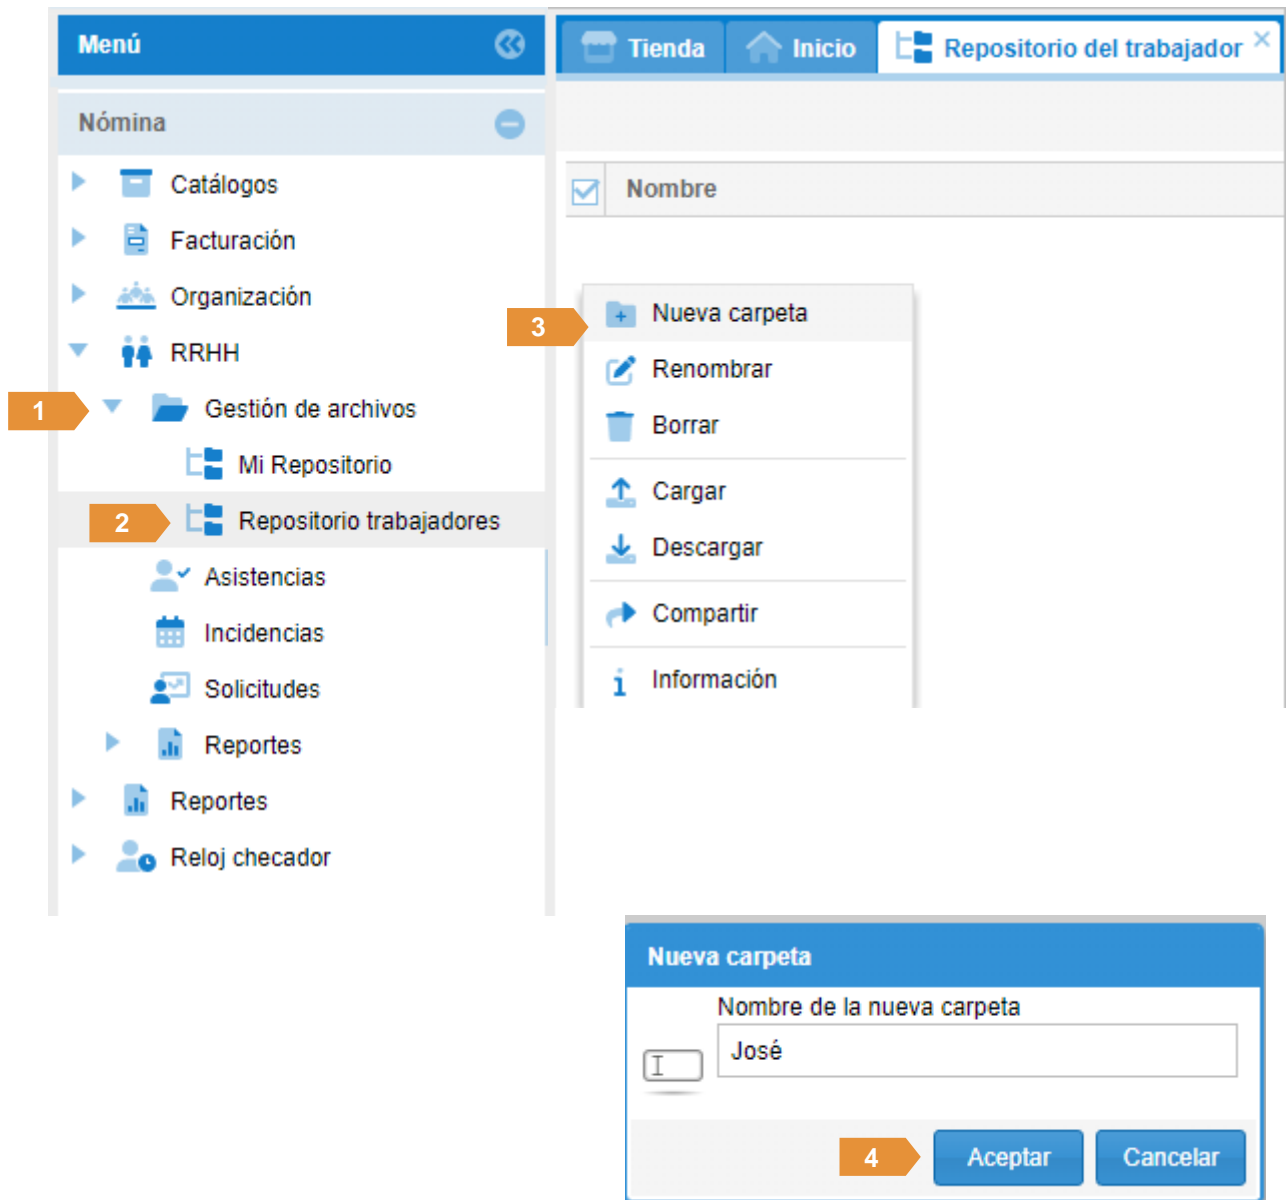 Menú
Tienda
Inicio
Repositorio del trabajador
Nómina
Catálogos
Facturación
Organización
RRHH
1
Gestión de archivos
Mi Repositorio
2
Repositorio trabajadores
Asistencias
Incidencias
Solicitudes
Reportes
Reportes
Reloj checador
Nombre
3
Nueva carpeta
Renombrar
Borrar
Cargar
Descargar
Compartir
Información
Nueva carpeta
Nombre de la nueva carpeta
José
4
Aceptar
Cancelar